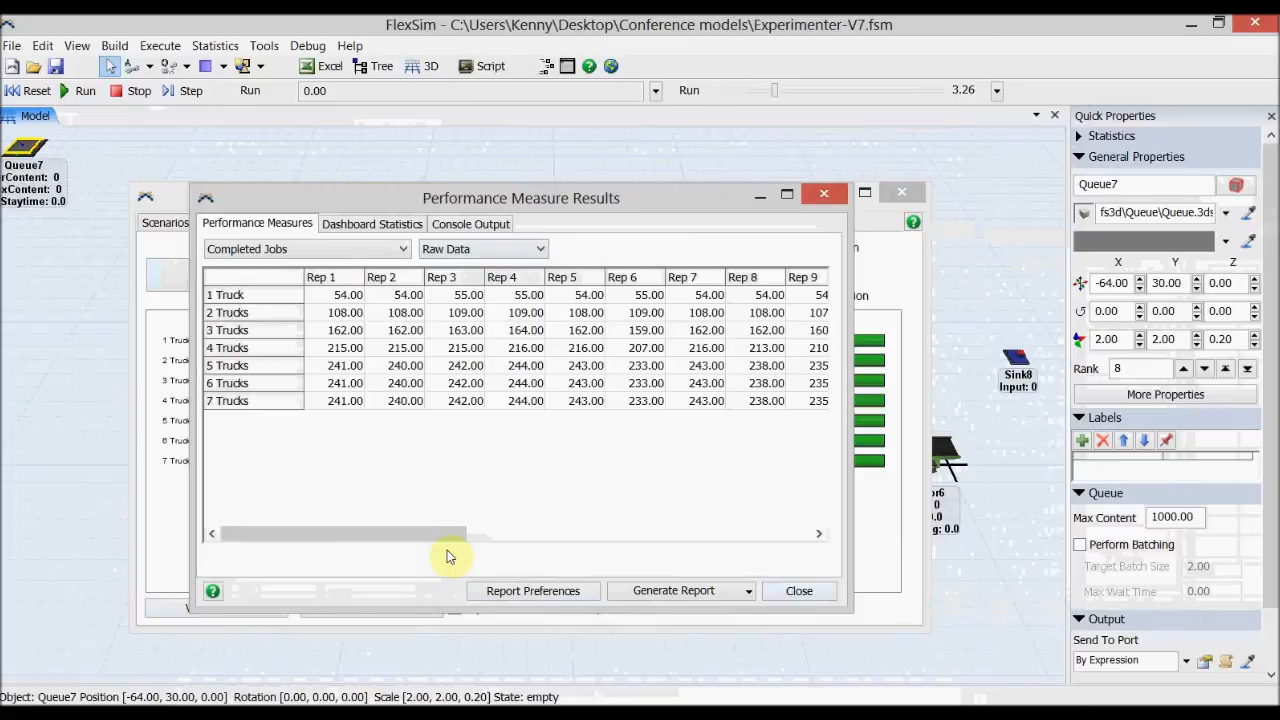 FlexSim - C:\Users\Kenny\Desktop\Conference models\Experimenter-V7.fsm
File Edit View Build Execute Statistics Tools Debug Help
Excel Tree 3D Script
Reset Run Stop Step Run 0.00 Run 3.26
Model
Queue7
rContent: 0
xContent: 0
Staytime: 0.0
Scenarios
Performance Measure Results
Performance Measures Dashboard Statistics Console Output
Completed Jobs Raw Data
Rep 1 Rep 2 Rep 3 Rep 4 Rep 5 Rep 6 Rep 7 Rep 8 Rep 9
1 Truck 54.00 54.00 55.00 55.00 54.00 55.00 54.00 54.00 54
2 Trucks 108.00 108.00 109.00 109.00 108.00 109.00 108.00 108.00 107
3 Trucks 162.00 162.00 163.00 164.00 162.00 159.00 162.00 162.00 160
4 Trucks 215.00 215.00 215.00 216.00 216.00 207.00 216.00 213.00 210
5 Trucks 241.00 240.00 242.00 244.00 243.00 233.00 243.00 238.00 235
6 Trucks 241.00 240.00 242.00 244.00 243.00 233.00 243.00 238.00 235
7 Trucks 241.00 240.00 242.00 244.00 243.00 233.00 243.00 238.00 235
Report Preferences Generate Report Close
1 Truck
2 Truck
3 Truck
4 Truck
5 Truck
6 Truck
7 Truck
Sink8
Input: 0
or6
0
0.0
g: 0.0
Quick Properties
Statistics
General Properties
Queue7
fs3d\Queue\Queue.3ds
X Y Z
-64.00 30.00 0.00
0.00 0.00 0.00
2.00 2.00 0.20
Rank 8
More Properties
Labels
Queue
Max Content 1000.00
Perform Batching
Target Batch Size 2.00
Max Wait Time 0.00
Output
Send To Port
By Expression
Object: Queue7 Position [-64.00, 30.00, 0.00] Rotation [0.00, 0.00, 0.00] Scale [2.00, 2.00, 0.20] State: empty